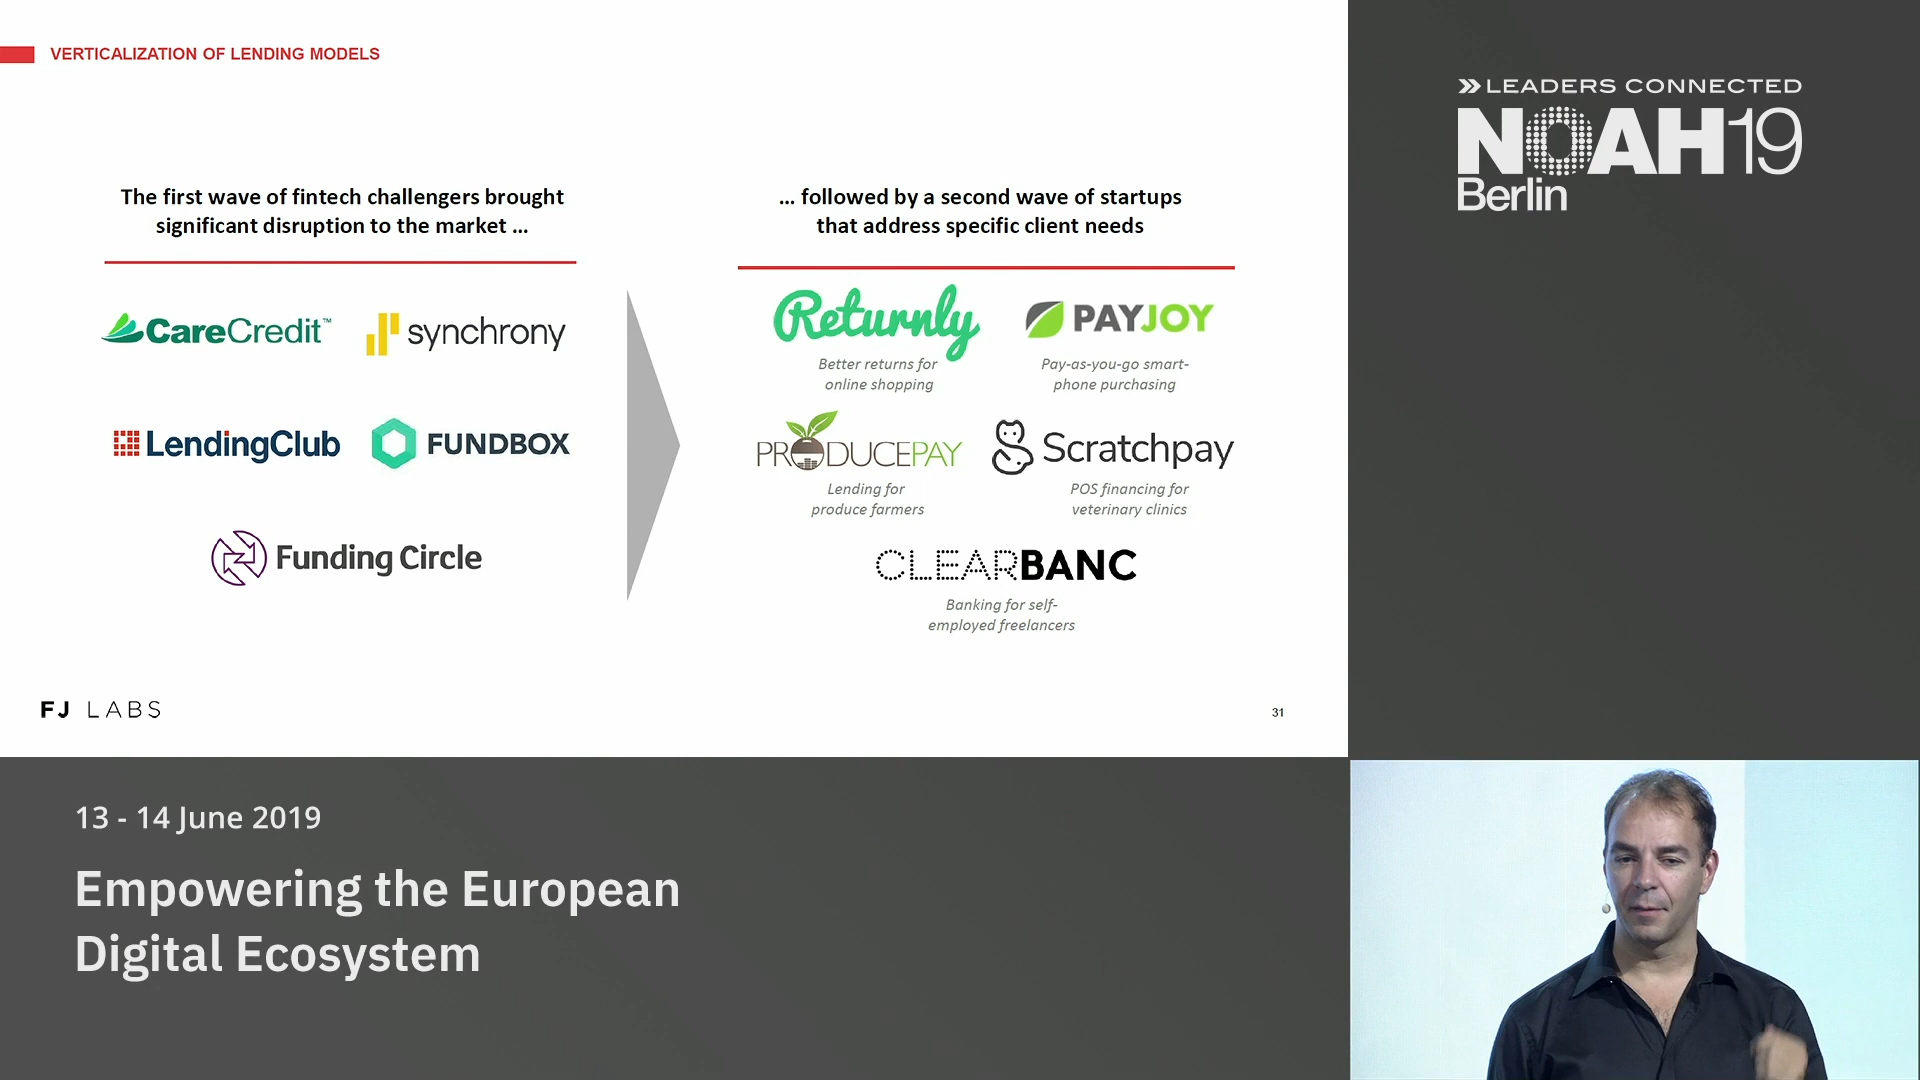 VERTICALIZATION OF LENDING MODELS
The first wave of fintech challengers brought
significant disruption to the market ...
... followed by a second wave of startups
that address specific client needs
CareCredit™
synchrony
LendingClub
FUNDBOX
Funding Circle
Returnly
Better returns for
online shopping
PAYJOY
Pay-as-you-go smart-
phone purchasing
PRODUCEPAY
Lending for
produce farmers
Scratchpay
POS financing for
veterinary clinics
CLEARBANC
Banking for self-
employed freelancers
FJ LABS
31
LEADERS CONNECTED
NOAH19
Berlin
13 - 14 June 2019
Empowering the European
Digital Ecosystem